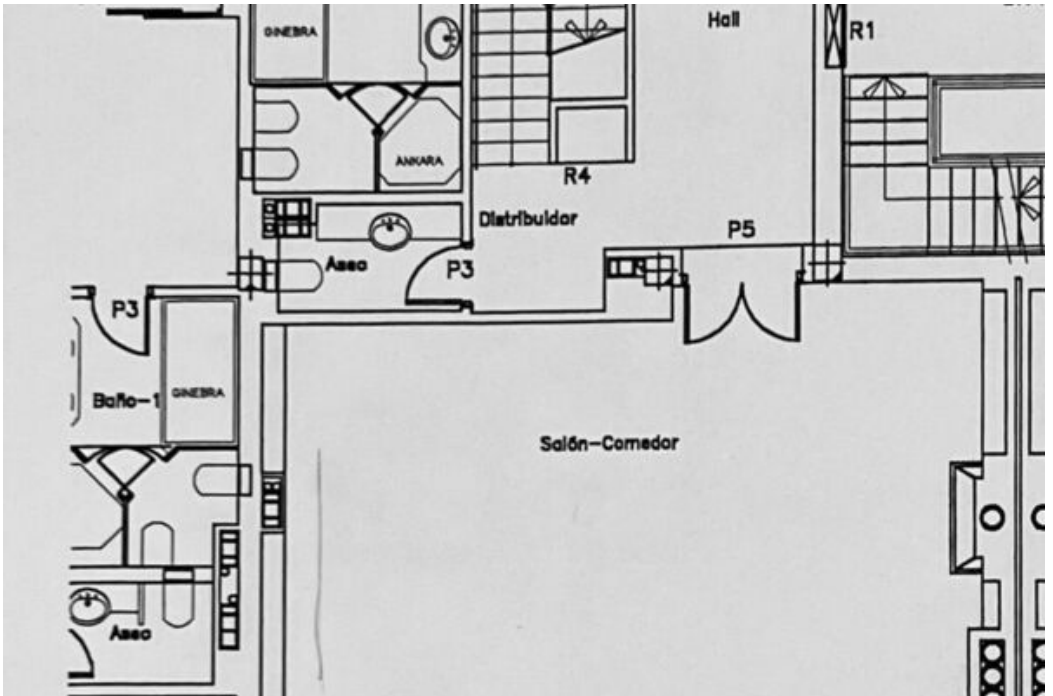 Hall
GINEBRA
R1
ANKARA
R4
Distribuidor
P5
Aseo
P3
P3
Baño-1
GINEBRA
Salón-Comedor
Aseo